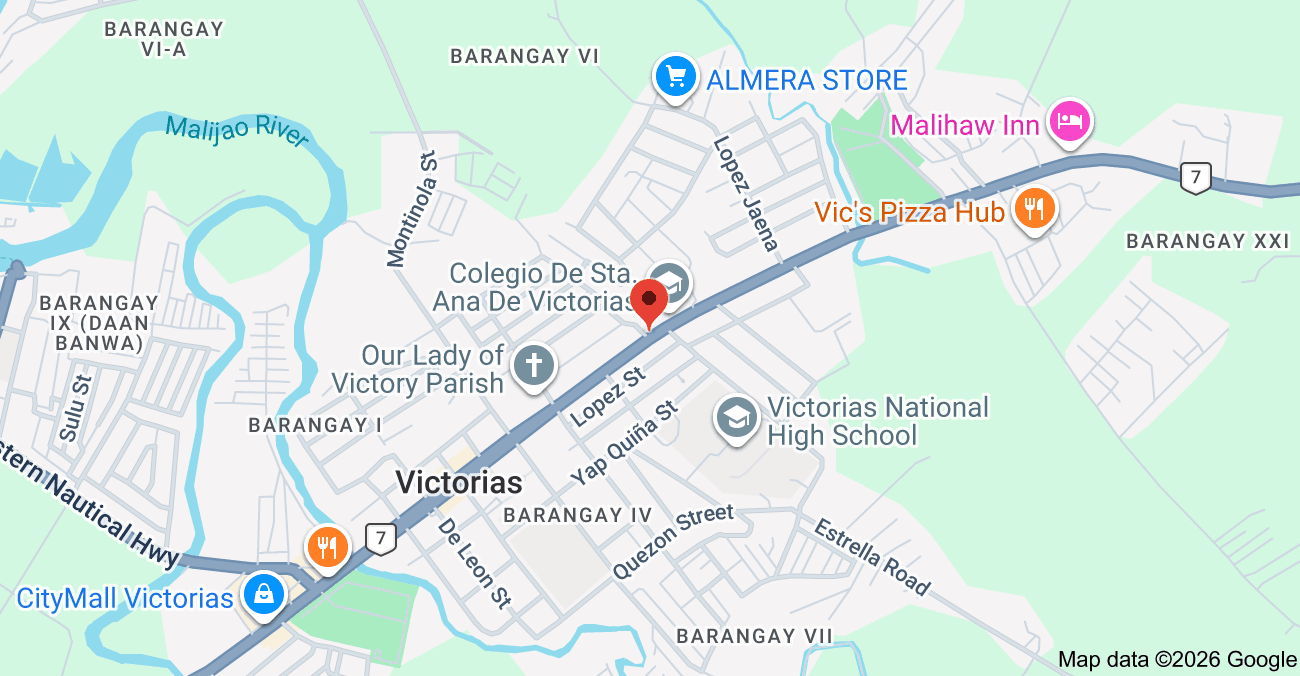 BARANGAY
VI-A
BARANGAY VI
ALMERA STORE
Malijao River
Malihaw Inn
Lopez Jaena
7
Montinola St
Vic's Pizza Hub
BARANGAY XXI
Colegio De Sta.
Ana De Victorias
BARANGAY
IX (DAAN
BANWA)
Our Lady of
Victory Parish
Lopez St
Sulu St
Victorias National
High School
BARANGAY I
Yap Quiña St
Victorias
stern Nautical Hwy
BARANGAY IV
Quezon Street
7
De Leon St
Estrella Road
CityMall Victorias
BARANGAY VII
Map data ©2026 Google